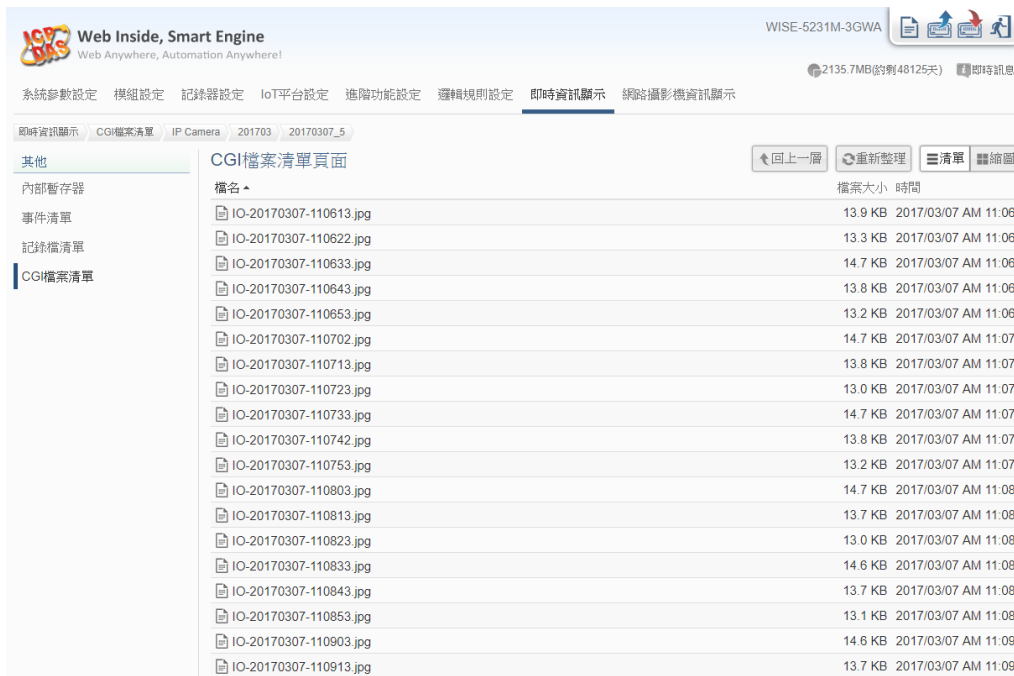 ICP DAS
Web Inside, Smart Engine
Web Anywhere, Automation Anywhere!
WISE-5231M-3GWA
2135.7MB(約剩48125天) 即時訊息
系統參數設定 模組設定 記錄器設定 IoT平台設定 進階功能設定 邏輯規則設定 即時資訊顯示 網路攝影機資訊顯示
即時資訊顯示 CGI檔案清單 IP Camera 201703 20170307_5
其他
內部暫存器
事件清單
記錄檔清單
CGI檔案清單
CGI檔案清單頁面
回上一層 重新整理 清單 縮圖
檔名 檔案大小 時間
IO-20170307-110613.jpg 13.9 KB 2017/03/07 AM 11:06
IO-20170307-110622.jpg 13.3 KB 2017/03/07 AM 11:06
IO-20170307-110633.jpg 14.7 KB 2017/03/07 AM 11:06
IO-20170307-110643.jpg 13.8 KB 2017/03/07 AM 11:06
IO-20170307-110653.jpg 13.2 KB 2017/03/07 AM 11:06
IO-20170307-110702.jpg 14.7 KB 2017/03/07 AM 11:07
IO-20170307-110713.jpg 13.8 KB 2017/03/07 AM 11:07
IO-20170307-110723.jpg 13.0 KB 2017/03/07 AM 11:07
IO-20170307-110733.jpg 14.7 KB 2017/03/07 AM 11:07
IO-20170307-110742.jpg 13.8 KB 2017/03/07 AM 11:07
IO-20170307-110753.jpg 13.2 KB 2017/03/07 AM 11:07
IO-20170307-110803.jpg 14.7 KB 2017/03/07 AM 11:08
IO-20170307-110813.jpg 13.7 KB 2017/03/07 AM 11:08
IO-20170307-110823.jpg 13.0 KB 2017/03/07 AM 11:08
IO-20170307-110833.jpg 14.6 KB 2017/03/07 AM 11:08
IO-20170307-110843.jpg 13.7 KB 2017/03/07 AM 11:08
IO-20170307-110853.jpg 13.1 KB 2017/03/07 AM 11:08
IO-20170307-110903.jpg 14.6 KB 2017/03/07 AM 11:09
IO-20170307-110913.jpg 13.7 KB 2017/03/07 AM 11:09